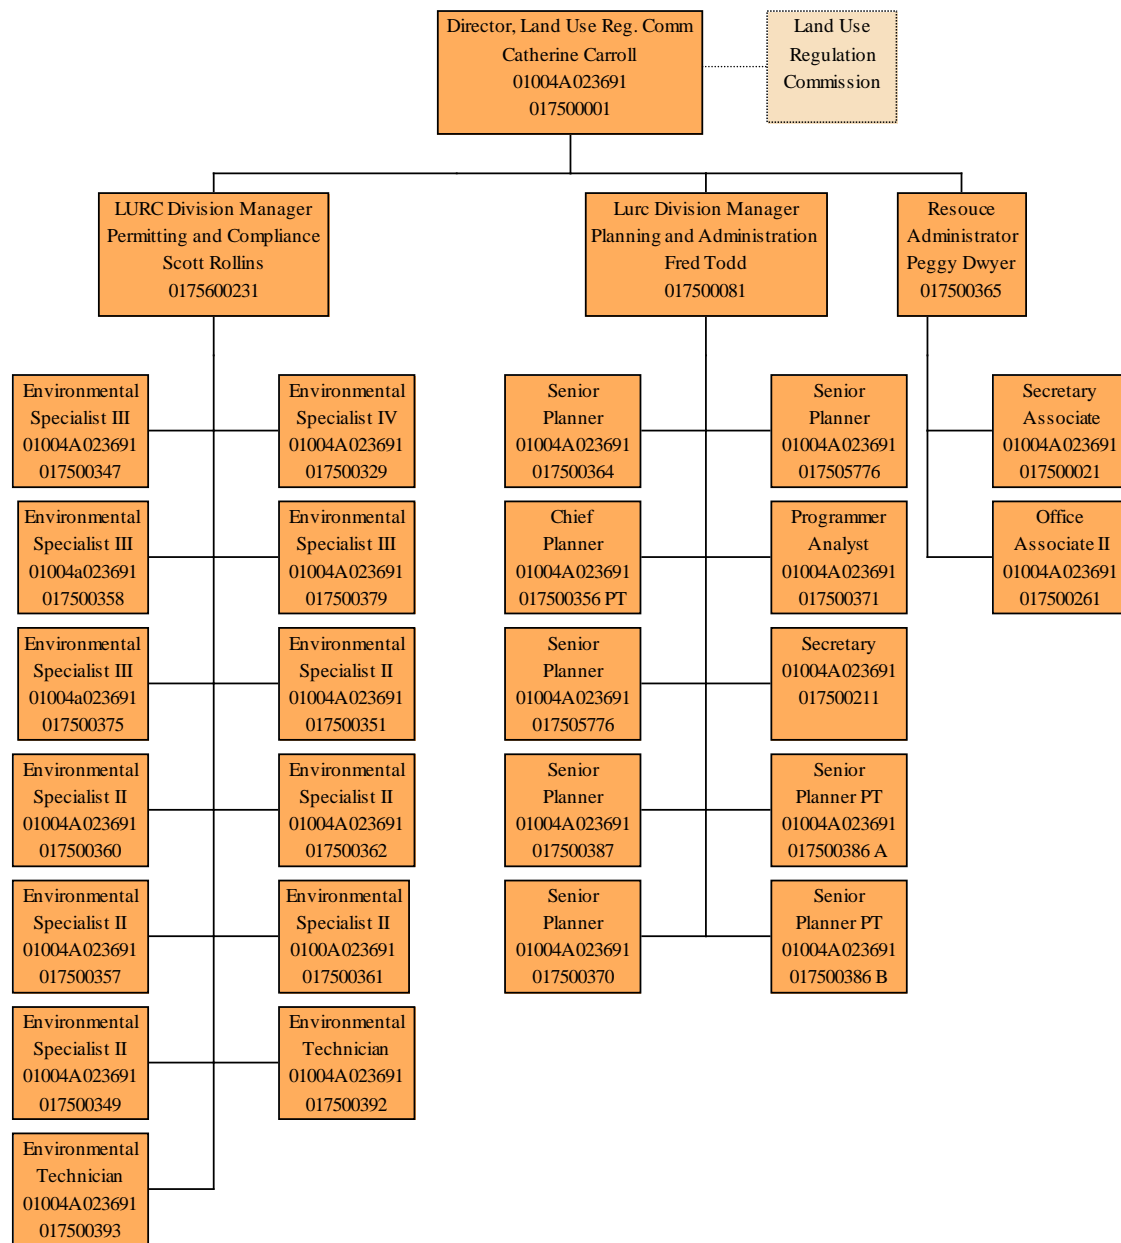 Director, Land Use Reg. Comm
Catherine Carroll
01004A023691
017500001
Land Use
Regulation
Commission
LURC Division Manager
Permitting and Compliance
Scott Rollins
0175600231
Lurc Division Manager
Planning and Administration
Fred Todd
017500081
Resouce
Administrator
Peggy Dwyer
017500365
Environmental
Specialist III
01004A023691
017500347
Environmental
Specialist IV
01004A023691
017500329
Environmental
Specialist III
01004a023691
017500358
Environmental
Specialist III
01004A023691
017500379
Environmental
Specialist III
01004a023691
017500375
Environmental
Specialist II
01004A023691
017500351
Environmental
Specialist II
01004A023691
017500360
Environmental
Specialist II
01004A023691
017500362
Environmental
Specialist II
01004A023691
017500357
Environmental
Specialist II
0100A023691
017500361
Environmental
Specialist II
01004A023691
017500349
Environmental
Technician
01004A023691
017500392
Environmental
Technician
01004A023691
017500393
Senior
Planner
01004A023691
017500364
Senior
Planner
01004A023691
017505776
Chief
Planner
01004A023691
017500356 PT
Programmer
Analyst
01004A023691
017500371
Senior
Planner
01004A023691
017505776
Secretary
01004A023691
017500211
Senior
Planner
01004A023691
017500387
Senior
Planner PT
01004A023691
017500386 A
Senior
Planner
01004A023691
017500370
Senior
Planner PT
01004A023691
017500386 B
Secretary
Associate
01004A023691
017500021
Office
Associate II
01004A023691
017500261